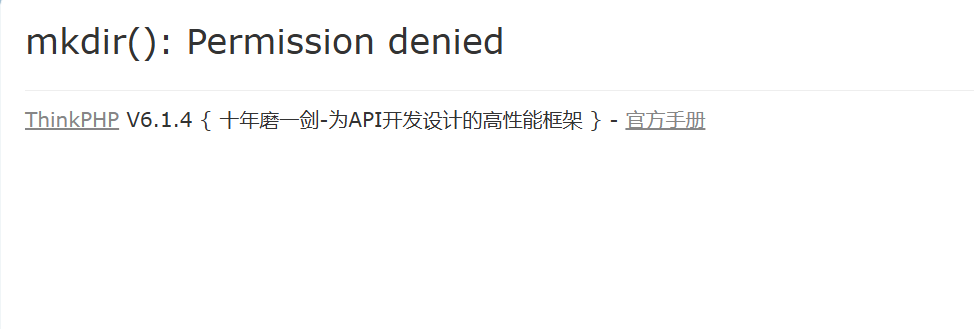 mkdir(): Permission denied
ThinkPHP V6.1.4 { 十年磨一剑-为API开发设计的高性能框架 } - 官方手册